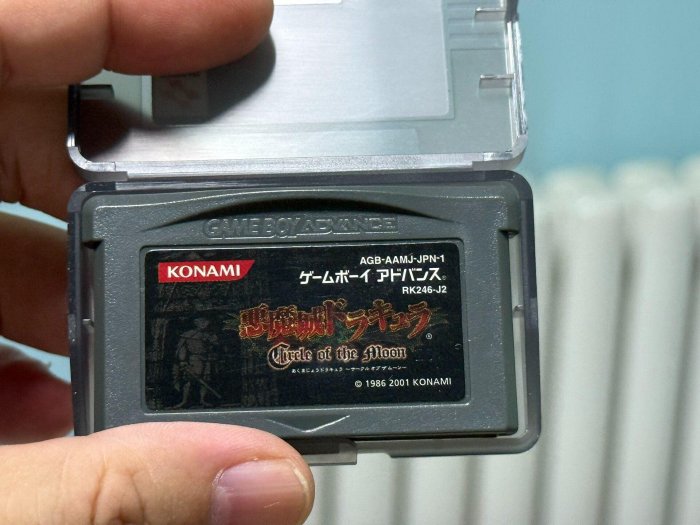 GAME BOY ADVANCE
KONAMI
AGB-AAMJ-JPN-1
ゲームボーイ アドバンス®
RK246-J2
悪魔城ドラキュラ®
Circle of the Moon
あくまじょうドラキュラ ~サークル オブ ザ ムーン~
© 1986 2001 KONAMI